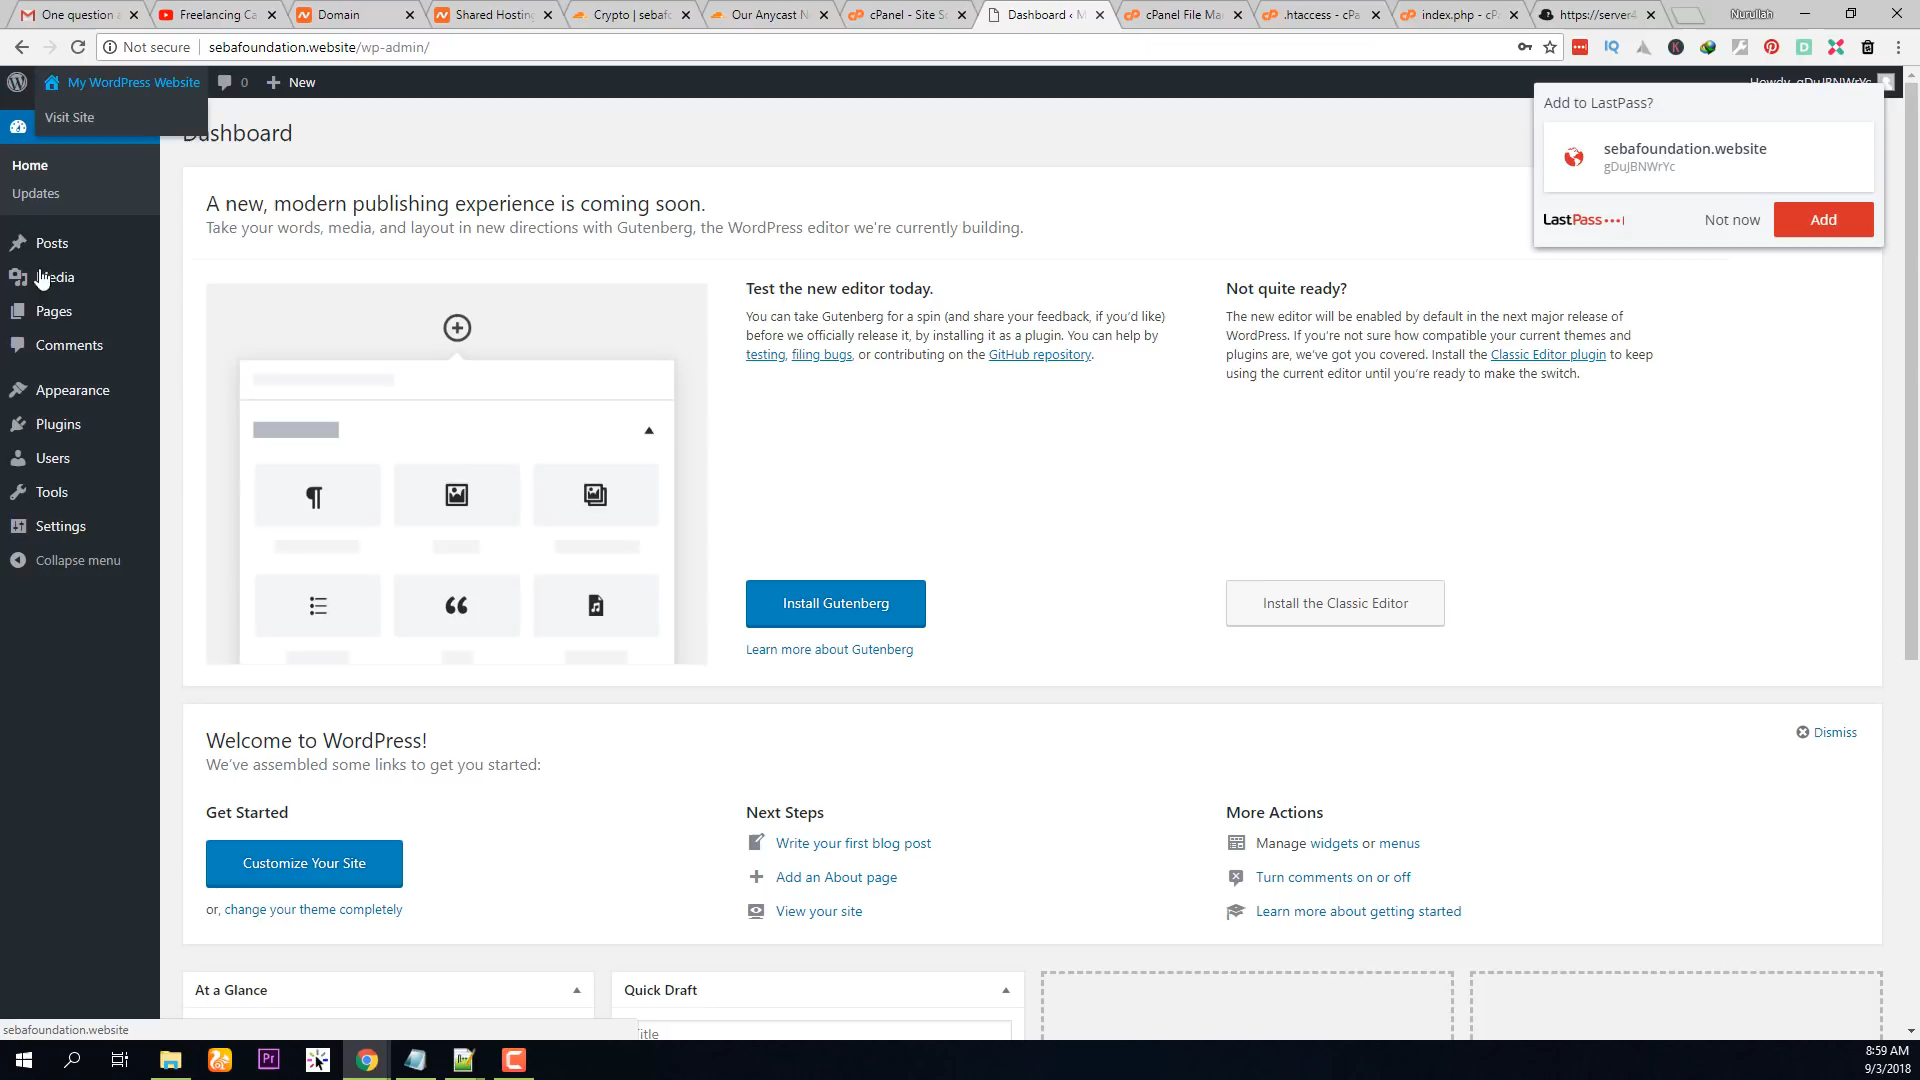 One question a
Freelancing Ca
Domain
Shared Hosting
Crypto | sebafo
Our Anycast N
cPanel - Site So
Dashboard ‹ M
cPanel File Ma
.htaccess - cPa
index.php - cP
https://server4
Nurullah
Not secure
sebafoundation.website/wp-admin/
My WordPress Website
0
New
Howdy, gDuJBNWrYc
Visit Site
Add to LastPass?
sebafoundation.website
gDuJBNWrYc
LastPass
Not now
Add
Home
Updates
Posts
Media
Pages
Comments
Appearance
Plugins
Users
Tools
Settings
Collapse menu
Dashboard
A new, modern publishing experience is coming soon.
Take your words, media, and layout in new directions with Gutenberg, the WordPress editor we're currently building.
Test the new editor today.
You can take Gutenberg for a spin (and share your feedback, if you'd like)
before we officially release it, by installing it as a plugin. You can help by
testing, filing bugs, or contributing on the GitHub repository.
Install Gutenberg
Learn more about Gutenberg
Not quite ready?
The new editor will be enabled by default in the next major release of
WordPress. If you're not sure how compatible your current themes and
plugins are, we've got you covered. Install the Classic Editor plugin to keep
using the current editor until you're ready to make the switch.
Install the Classic Editor
Welcome to WordPress!
We've assembled some links to get you started:
Dismiss
Get Started
Customize Your Site
or, change your theme completely
Next Steps
Write your first blog post
Add an About page
View your site
More Actions
Manage widgets or menus
Turn comments on or off
Learn more about getting started
At a Glance
Quick Draft
Title
sebafoundation.website
Pr
8:59 AM
9/3/2018